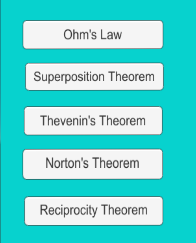 Ohm's Law
Superposition Theorem
Thevenin's Theorem
Norton's Theorem
Reciprocity Theorem